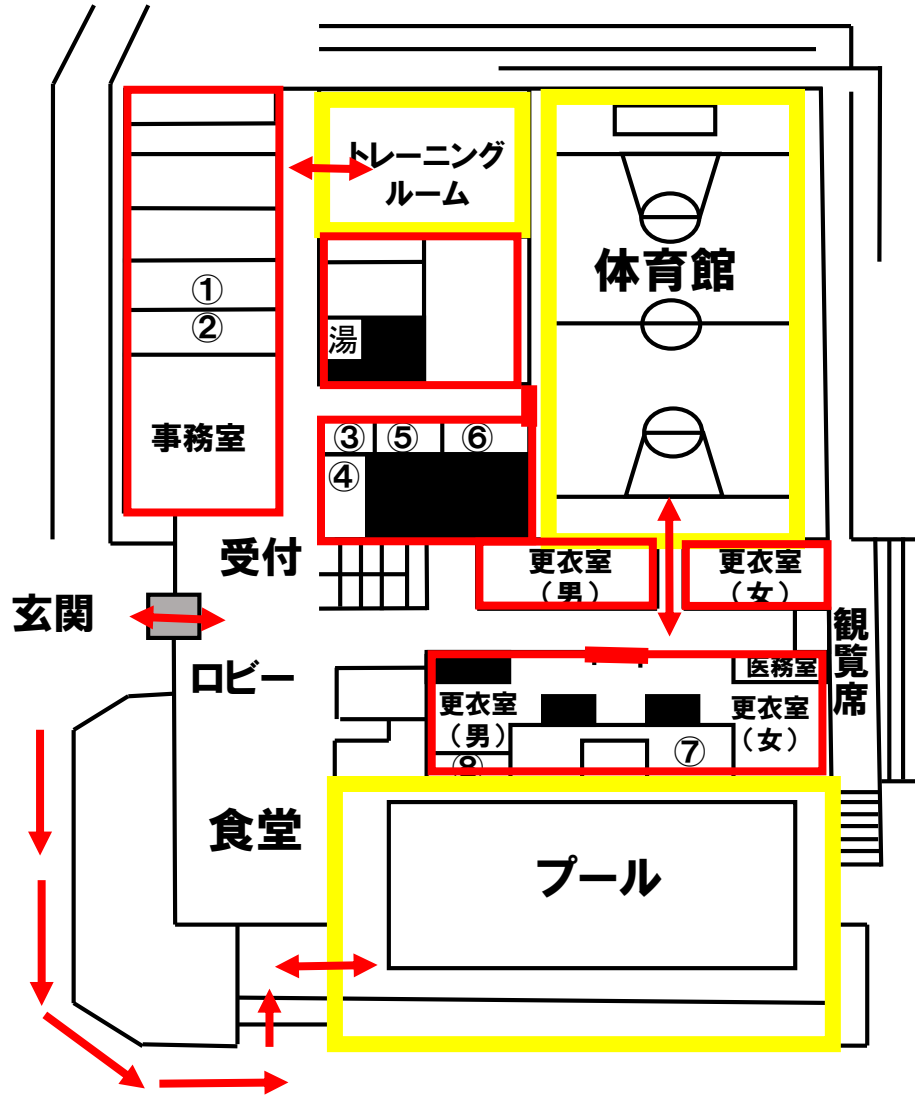 トレーニング
ルーム
体育館
①
②
湯
事務室
③
⑤
⑥
④
受付
更衣室
（男）
更衣室
（女）
玄関
ロビー
観覧席
医務室
更衣室
（男）
更衣室
（女）
⑦
⑧
食堂
プール